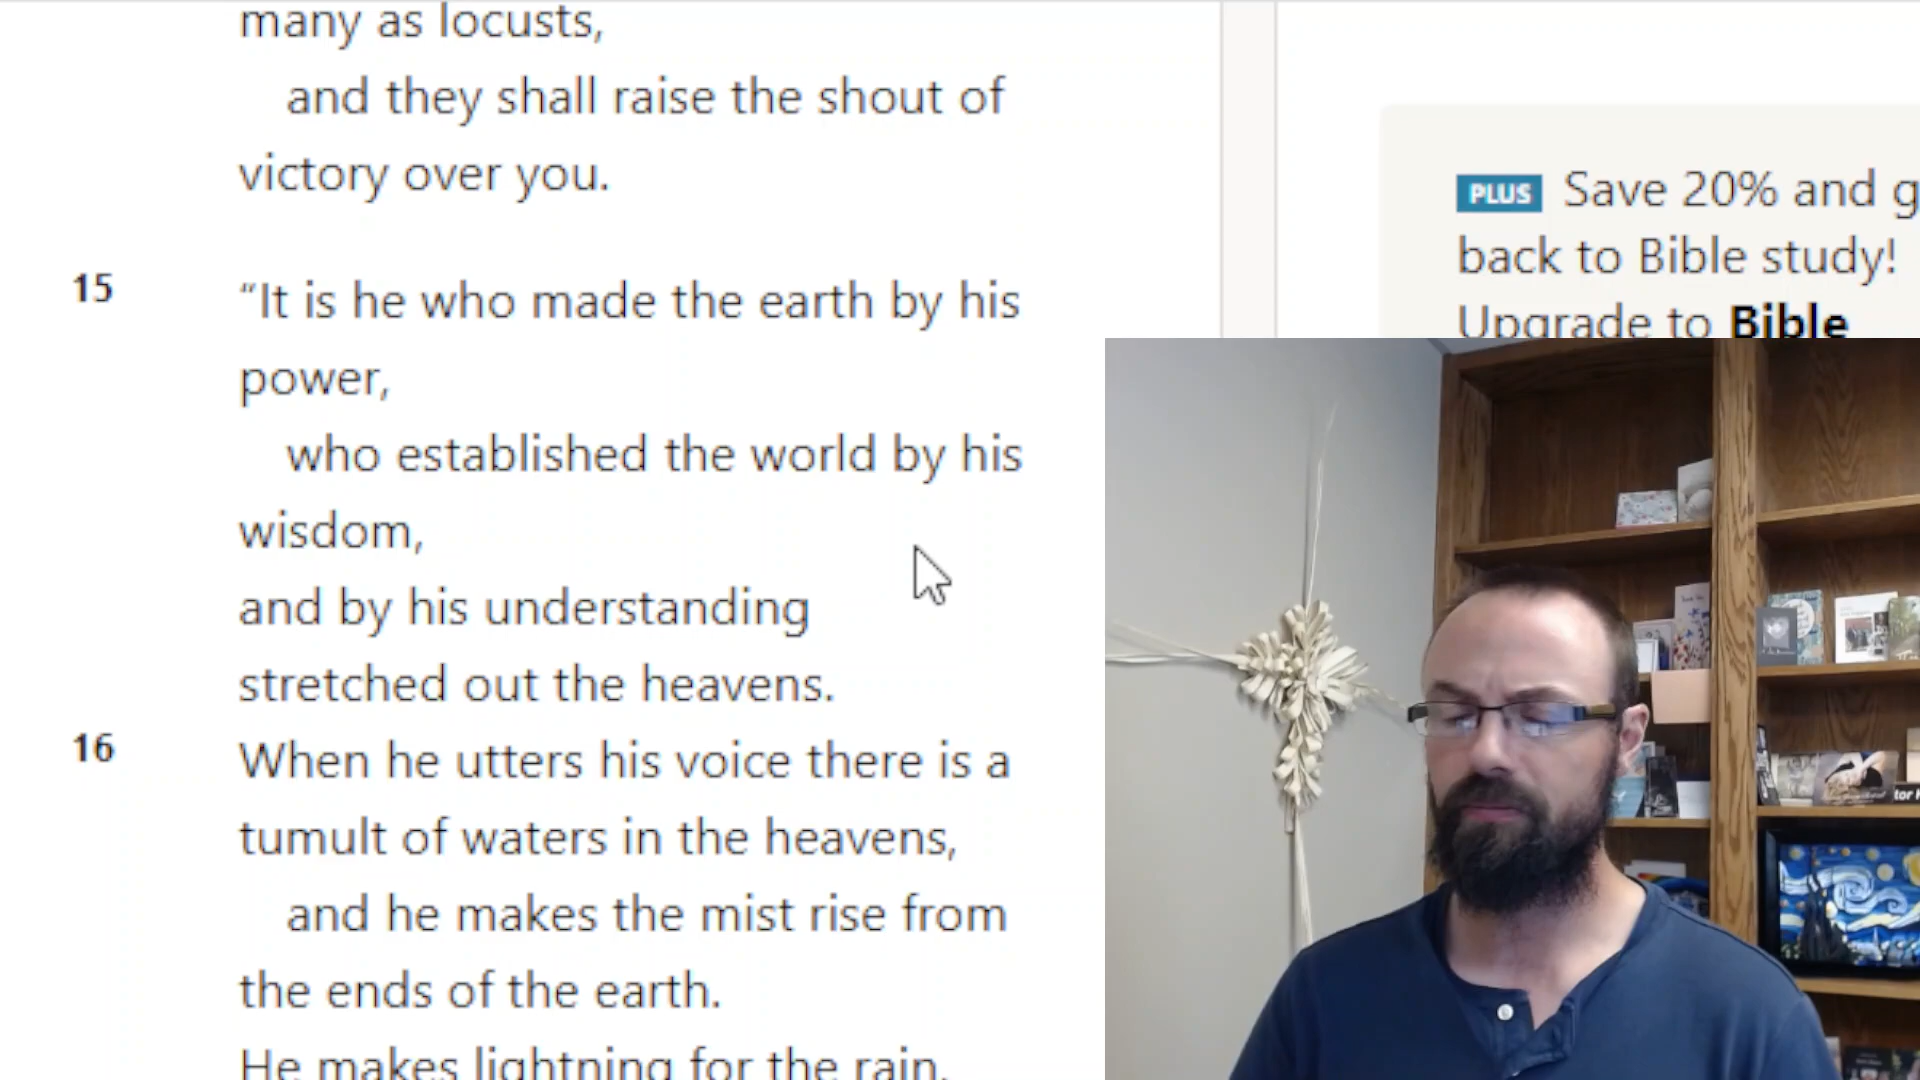 many as locusts,
and they shall raise the shout of
victory over you.
15
“It is he who made the earth by his
power,
who established the world by his
wisdom,
and by his understanding
stretched out the heavens.
16
When he utters his voice there is a
tumult of waters in the heavens,
and he makes the mist rise from
the ends of the earth.
He makes lightning for the rain,
PLUS Save 20% and g
back to Bible study!
Upgrade to Bible